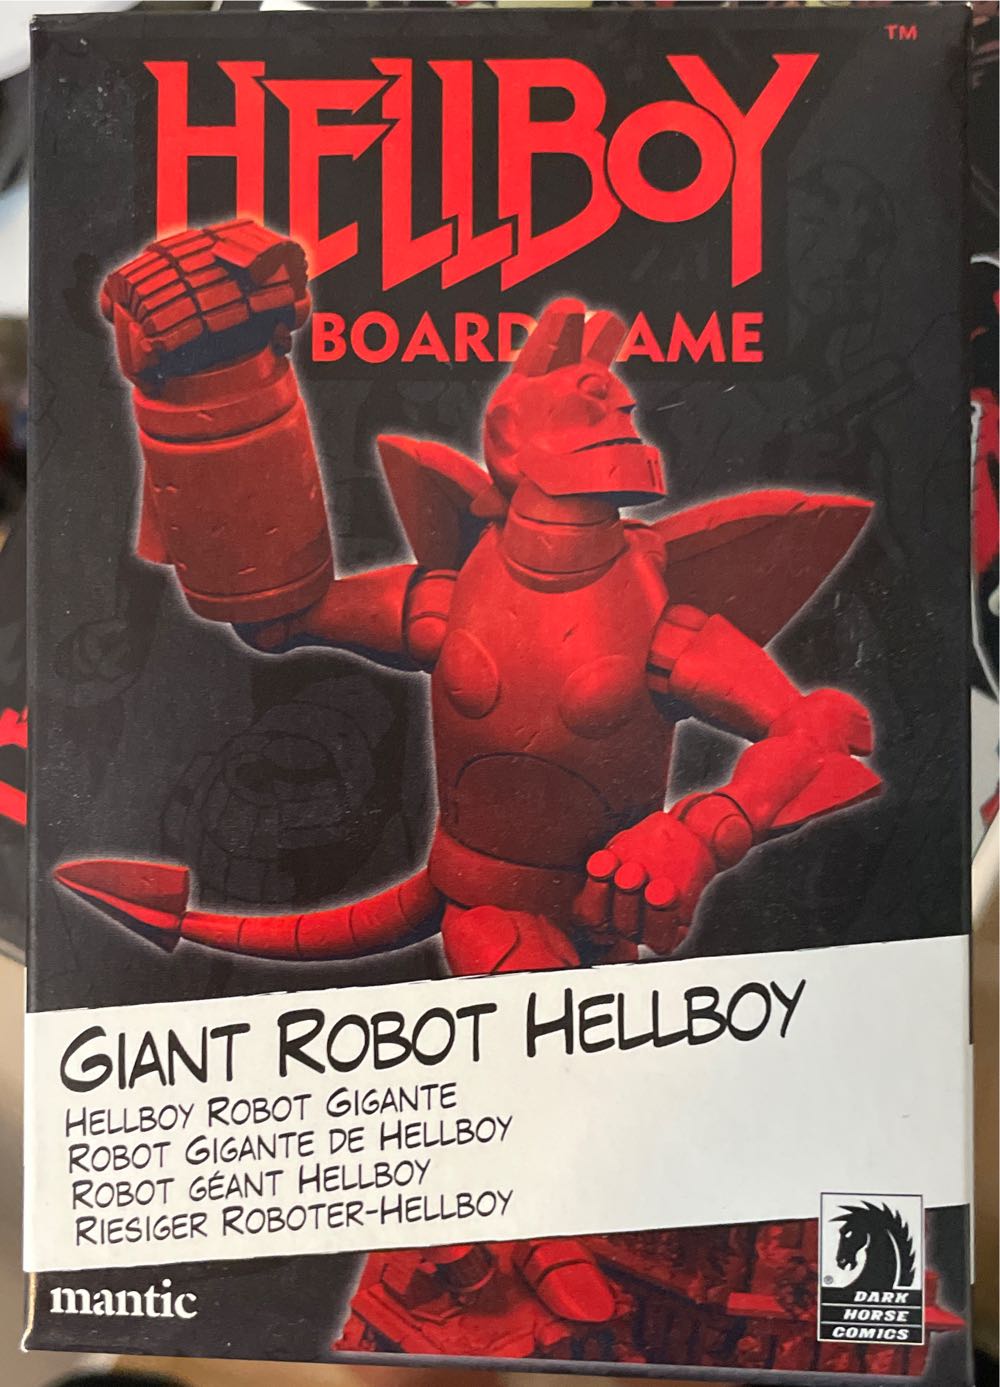 HELLBOY
TM
BOARD GAME
GIANT ROBOT HELLBOY
HELLBOY ROBOT GIGANTE
ROBOT GIGANTE DE HELLBOY
ROBOT GÉANT HELLBOY
RIESIGER ROBOTER-HELLBOY
mantic
®
DARK
HORSE
COMICS